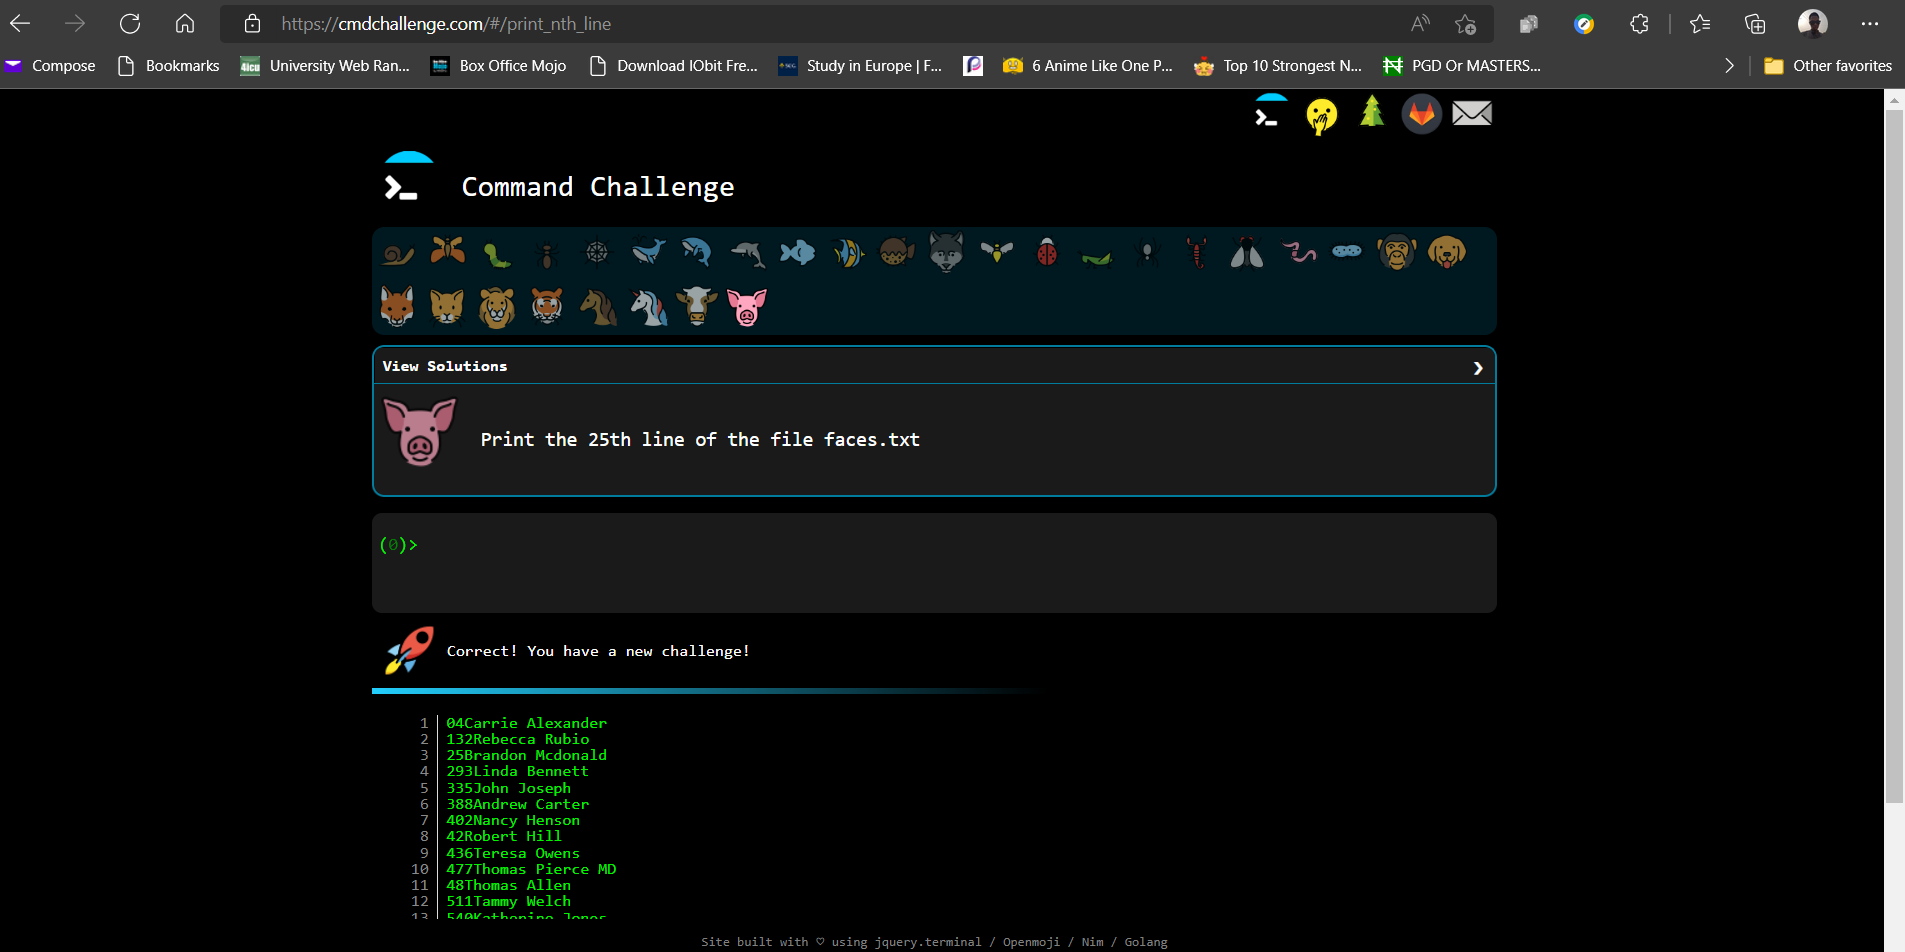 https://cmdchallenge.com/#/print_nth_line
Compose Bookmarks University Web Ran... Box Office Mojo Download IObit Fre... Study in Europe | F... 6 Anime Like One P... Top 10 Strongest N... PGD Or MASTERS... Other favorites
Command Challenge
View Solutions
Print the 25th line of the file faces.txt
(0)>
Correct! You have a new challenge!
1 04Carrie Alexander
2 132Rebecca Rubio
3 25Brandon Mcdonald
4 293Linda Bennett
5 335John Joseph
6 388Andrew Carter
7 402Nancy Henson
8 42Robert Hill
9 436Teresa Owens
10 477Thomas Pierce MD
11 48Thomas Allen
12 511Tammy Welch
13 540Katherine Jones
Site built with ♡ using jquery.terminal / Openmoji / Nim / Golang